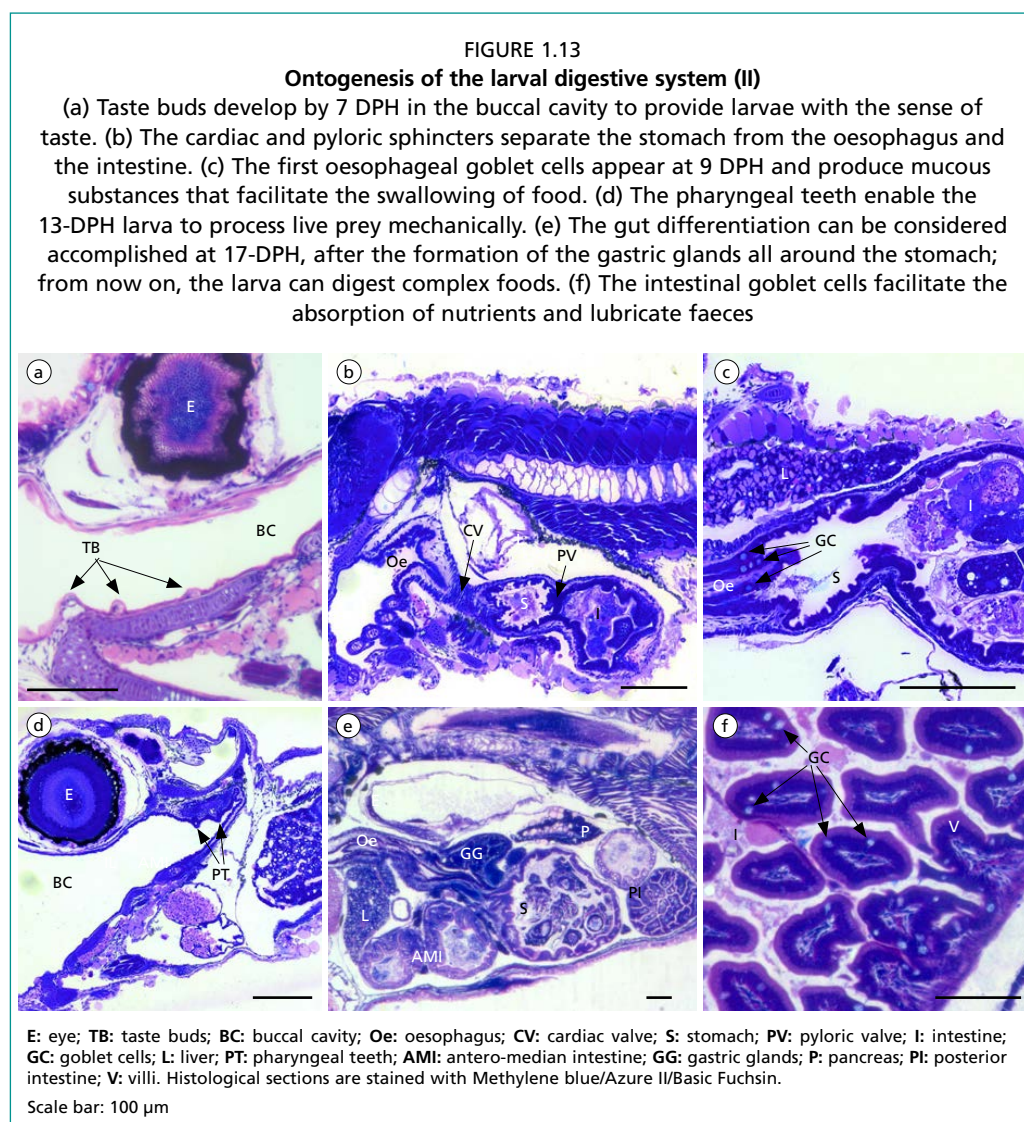 FIGURE 1.13
Ontogenesis of the larval digestive system (II)
(a) Taste buds develop by 7 DPH in the buccal cavity to provide larvae with the sense of
taste. (b) The cardiac and pyloric sphincters separate the stomach from the oesophagus and
the intestine. (c) The first oesophageal goblet cells appear at 9 DPH and produce mucous
substances that facilitate the swallowing of food. (d) The pharyngeal teeth enable the
13-DPH larva to process live prey mechanically. (e) The gut differentiation can be considered
accomplished at 17-DPH, after the formation of the gastric glands all around the stomach;
from now on, the larva can digest complex foods. (f) The intestinal goblet cells facilitate the
absorption of nutrients and lubricate faeces
a
E
BC
TB
b
CV
PV
Oe
S
I
c
L
I
GC
Oe
S
d
E
PT
BC
e
P
Oe
GG
PI
L
S
AMI
f
GC
I
V
E: eye; TB: taste buds; BC: buccal cavity; Oe: oesophagus; CV: cardiac valve; S: stomach; PV: pyloric valve; I: intestine;
GC: goblet cells; L: liver; PT: pharyngeal teeth; AMI: antero-median intestine; GG: gastric glands; P: pancreas; PI: posterior
intestine; V: villi. Histological sections are stained with Methylene blue/Azure II/Basic Fuchsin.
Scale bar: 100 µm